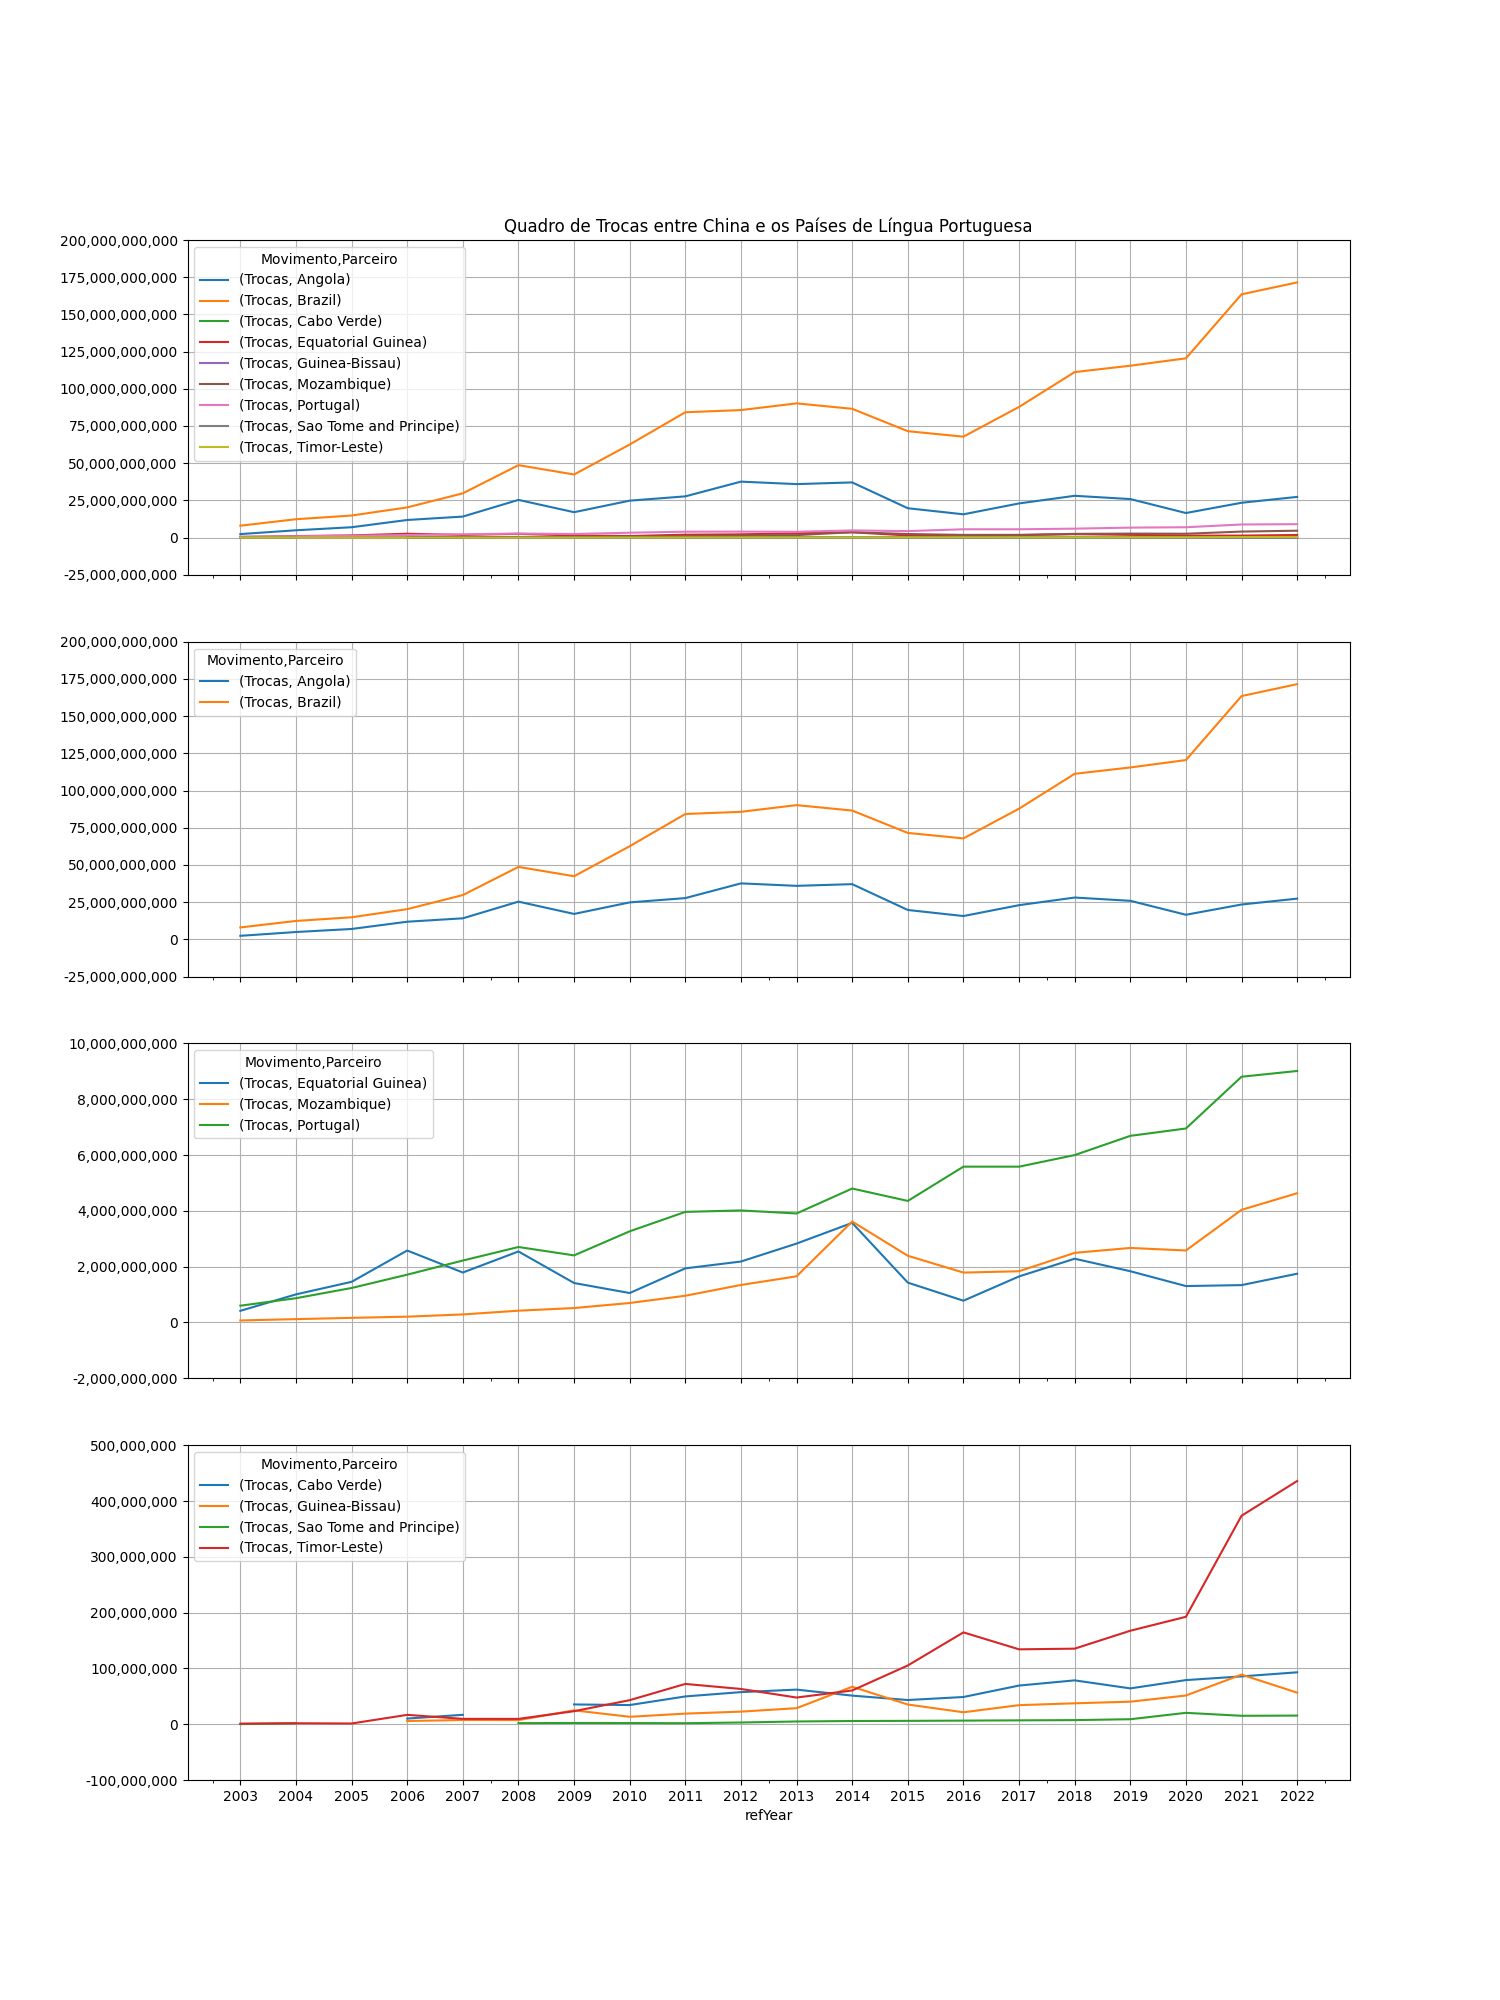 Quadro de Trocas entre China e os Países de Língua Portuguesa
200,000,000,000
175,000,000,000
150,000,000,000
125,000,000,000
100,000,000,000
75,000,000,000
50,000,000,000
25,000,000,000
0
-25,000,000,000
Movimento,Parceiro
(Trocas, Angola)
(Trocas, Brazil)
(Trocas, Cabo Verde)
(Trocas, Equatorial Guinea)
(Trocas, Guinea-Bissau)
(Trocas, Mozambique)
(Trocas, Portugal)
(Trocas, Sao Tome and Principe)
(Trocas, Timor-Leste)
200,000,000,000
175,000,000,000
150,000,000,000
125,000,000,000
100,000,000,000
75,000,000,000
50,000,000,000
25,000,000,000
0
-25,000,000,000
Movimento,Parceiro
(Trocas, Angola)
(Trocas, Brazil)
10,000,000,000
8,000,000,000
6,000,000,000
4,000,000,000
2,000,000,000
0
-2,000,000,000
Movimento,Parceiro
(Trocas, Equatorial Guinea)
(Trocas, Mozambique)
(Trocas, Portugal)
500,000,000
400,000,000
300,000,000
200,000,000
100,000,000
0
-100,000,000
Movimento,Parceiro
(Trocas, Cabo Verde)
(Trocas, Guinea-Bissau)
(Trocas, Sao Tome and Principe)
(Trocas, Timor-Leste)
2003 2004 2005 2006 2007 2008 2009 2010 2011 2012 2013 2014 2015 2016 2017 2018 2019 2020 2021 2022
refYear